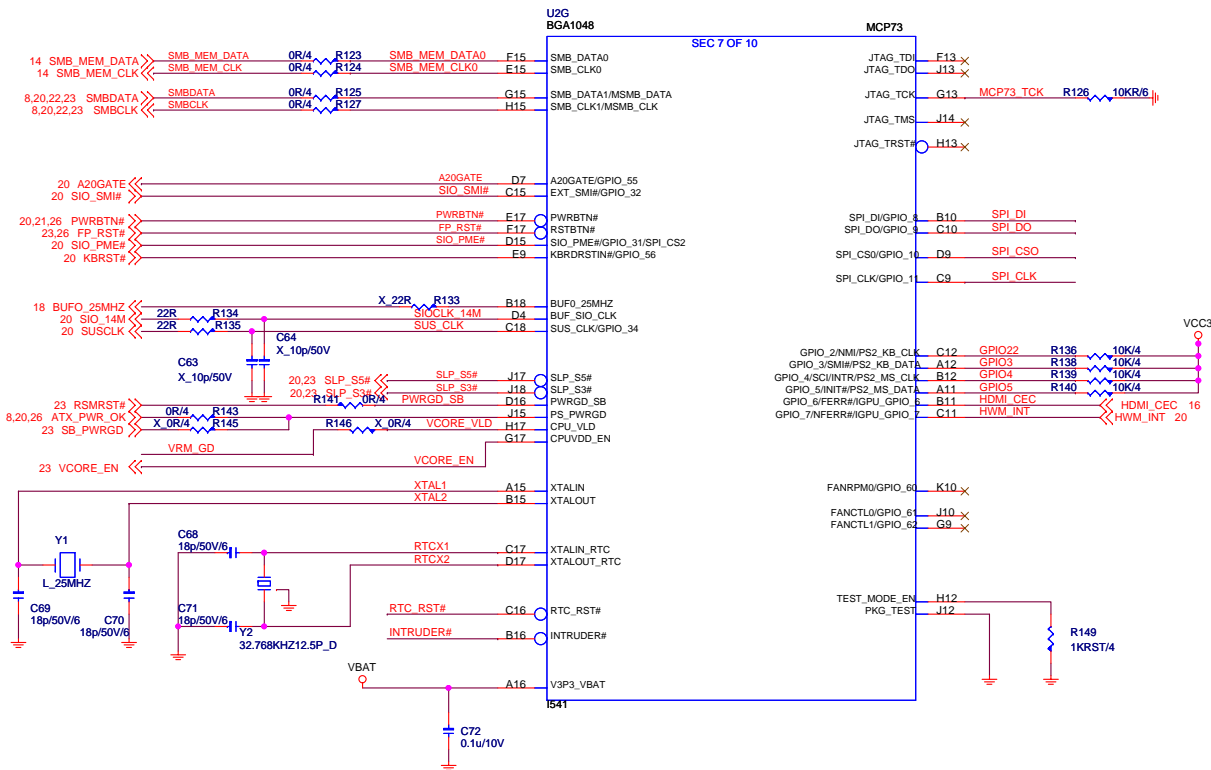 U2G
BGA1048
MCP73
SEC 7 OF 10
14 SMB_MEM_DATA SMB_MEM_DATA 0R/4 R123 SMB_MEM_DATA0 F15 SMB_DATA0
14 SMB_MEM_CLK SMB_MEM_CLK 0R/4 R124 SMB_MEM_CLK0 E15 SMB_CLK0
8,20,22,23 SMBDATA SMBDATA 0R/4 R125 G15 SMB_DATA1/MSMB_DATA
8,20,22,23 SMBCLK SMBCLK 0R/4 R127 H15 SMB_CLK1/MSMB_CLK
JTAG_TDI F13
JTAG_TDO J13
JTAG_TCK G13 MCP73_TCK R126 10KR/6
JTAG_TMS J14
JTAG_TRST# H13
20 A20GATE A20GATE D7 A20GATE/GPIO_55
20 SIO_SMI# SIO_SMI# C15 EXT_SMI#/GPIO_32
20,21,26 PWRBTN# PWRBTN# E17 PWRBTN#
23,26 FP_RST# FP_RST# F17 RSTBTN#
20 SIO_PME# SIO_PME# D15 SIO_PME#/GPIO_31/SPI_CS2
20 KBRST# E9 KBRDRSTIN#/GPIO_56
SPI_DI/GPIO_8 B10 SPI_DI
SPI_DO/GPIO_9 C10 SPI_DO
SPI_CS0/GPIO_10 D9 SPI_CSO
SPI_CLK/GPIO_11 C9 SPI_CLK
18 BUFO_25MHZ X_22R R133 B18 BUF0_25MHZ
20 SIO_14M 22R R134 SIOCLK_14M D4 BUF_SIO_CLK
20 SUSCLK 22R R135 SUS_CLK C18 SUS_CLK/GPIO_34
C64
X_10p/50V
C63
X_10p/50V
VCC3
GPIO_2/NMI/PS2_KB_CLK C12 GPIO22 R136 10K/4
GPIO_3/SMI#/PS2_KB_DATA A12 GPIO3 R138 10K/4
GPIO_4/SCI/INTR/PS2_MS_CLK B12 GPIO4 R139 10K/4
GPIO_5/INIT#/PS2_MS_DATA A11 GPIO5 R140 10K/4
GPIO_6/FERR#/IGPU_GPIO_6 B11 HDMI_CEC HDMI_CEC 16
GPIO_7/NFERR#/IGPU_GPIO_7 C11 HWM_INT HWM_INT 20
20,23 SLP_S5# SLP_S5# J17 SLP_S5#
20,23 SLP_S3# SLP_S3# J18 SLP_S3#
23 RSMRST# R141 0R/4 PWRGD_SB D16 PWRGD_SB
8,20,26 ATX_PWR_OK 0R/4 R143 J15 PS_PWRGD
23 SB_PWRGD X_0R/4 R145 R146 X_0R/4 VCORE_VLD H17 CPU_VLD
G17 CPUVDD_EN
VRM_GD
23 VCORE_EN VCORE_EN
XTAL1 A15 XTALIN
XTAL2 B15 XTALOUT
FANRPM0/GPIO_60 K10
FANCTL0/GPIO_61 J10
FANCTL1/GPIO_62 G9
Y1
L_25MHZ
C69
18p/50V/6
C70
18p/50V/6
C68
18p/50V/6
RTCX1 C17 XTALIN_RTC
RTCX2 D17 XTALOUT_RTC
C71
18p/50V/6
Y2
32.768KHZ12.5P_D
RTC_RST# C16 RTC_RST#
INTRUDER# B16 INTRUDER#
TEST_MODE_EN H12
PKG_TEST J12
R149
1KRST/4
VBAT
A16 V3P3_VBAT
I541
C72
0.1u/10V